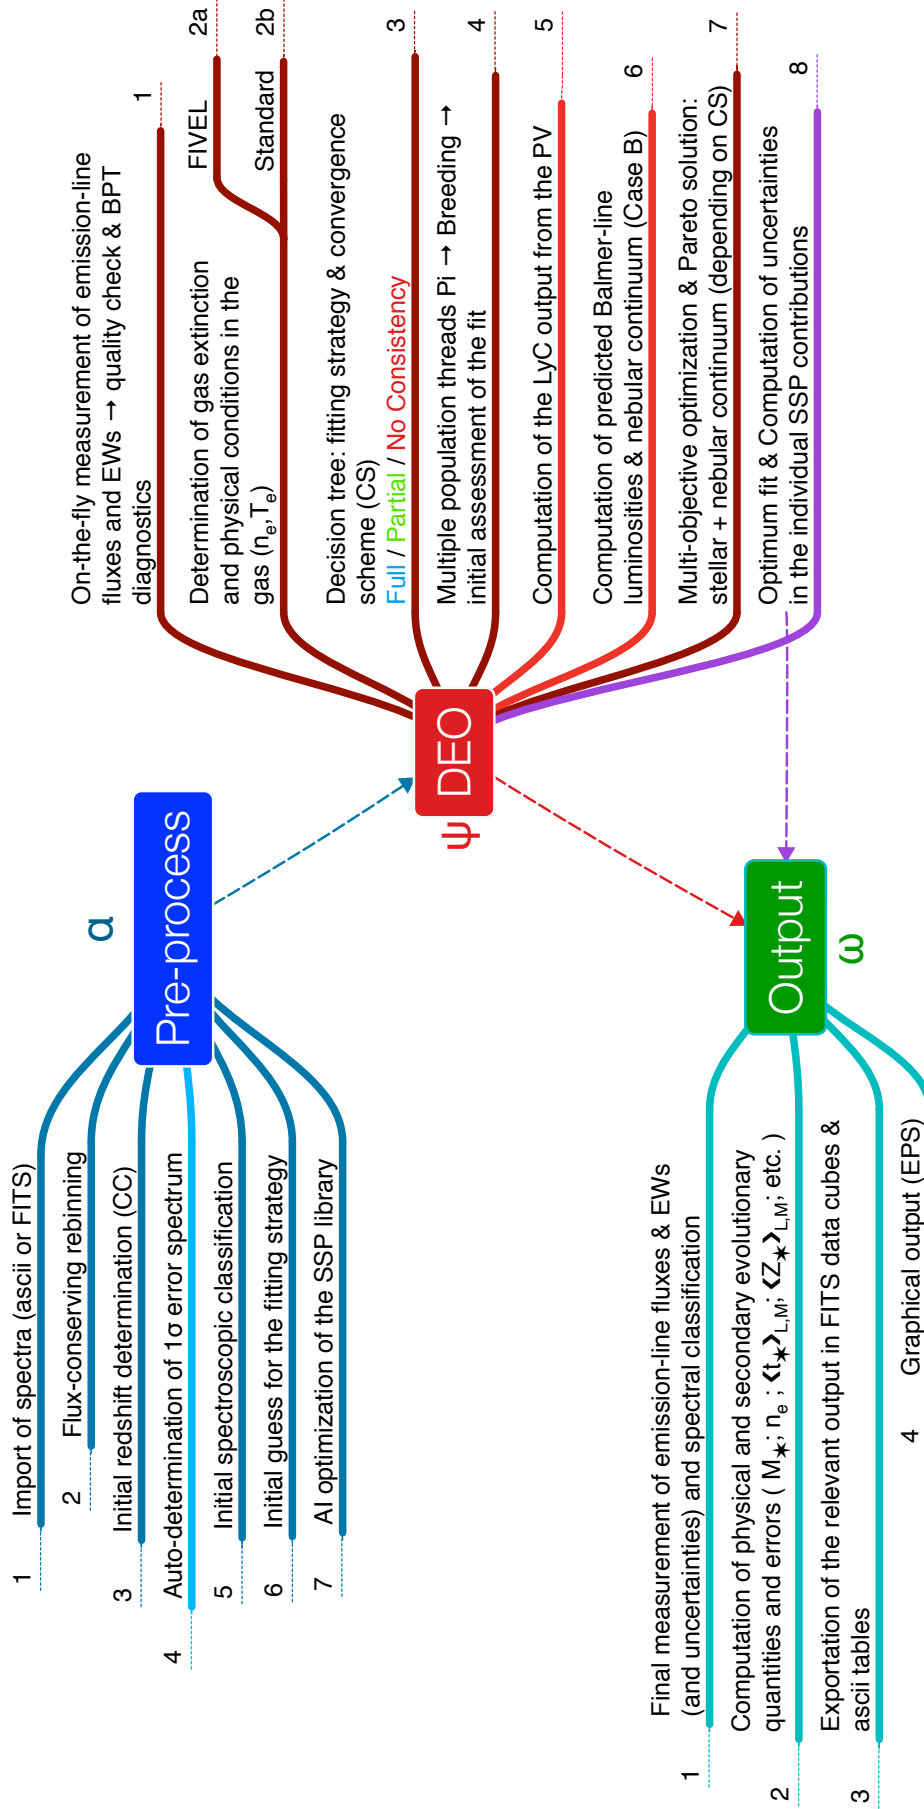 α
Pre-process
Import of spectra (ascii or FITS)
1
Flux-conserving rebinning
2
Initial redshift determination (CC)
3
Auto-determination of 1σ error spectrum
4
Initial spectroscopic classification
5
Initial guess for the fitting strategy
6
AI optimization of the SSP library
7
ψ
DEO
On-the-fly measurement of emission-line
fluxes and EWs → quality check & BPT
diagnostics
1
Determination of gas extinction
and physical conditions in the
gas (nₑ,Tₑ)
FIVEL
2a
Standard
2b
Decision tree: fitting strategy & convergence
scheme (CS)
Full / Partial / No Consistency
3
Multiple population threads Pi → Breeding →
initial assessment of the fit
4
Computation of the LyC output from the PV
5
Computation of predicted Balmer-line
luminosities & nebular continuum (Case B)
6
Multi-objective optimization & Pareto solution:
stellar + nebular continuum (depending on CS)
7
Optimum fit & Computation of uncertainties
in the individual SSP contributions
8
Output
ω
Final measurement of emission-line fluxes & EWs
(and uncertainties) and spectral classification
1
Computation of physical and secondary evolutionary
quantities and errors ( M★; nₑ ; ‹t★›L,M; ‹Z★›L,M; etc. )
2
Exportation of the relevant output in FITS data cubes &
ascii tables
3
Graphical output (EPS)
4